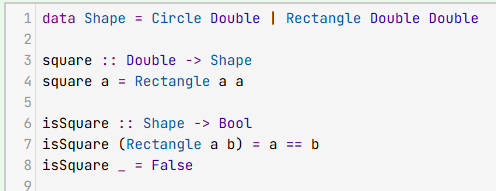 1 data Shape = Circle Double | Rectangle Double Double
2
3 square :: Double -> Shape
4 square a = Rectangle a a
5
6 isSquare :: Shape -> Bool
7 isSquare (Rectangle a b) = a == b
8 isSquare _ = False
9